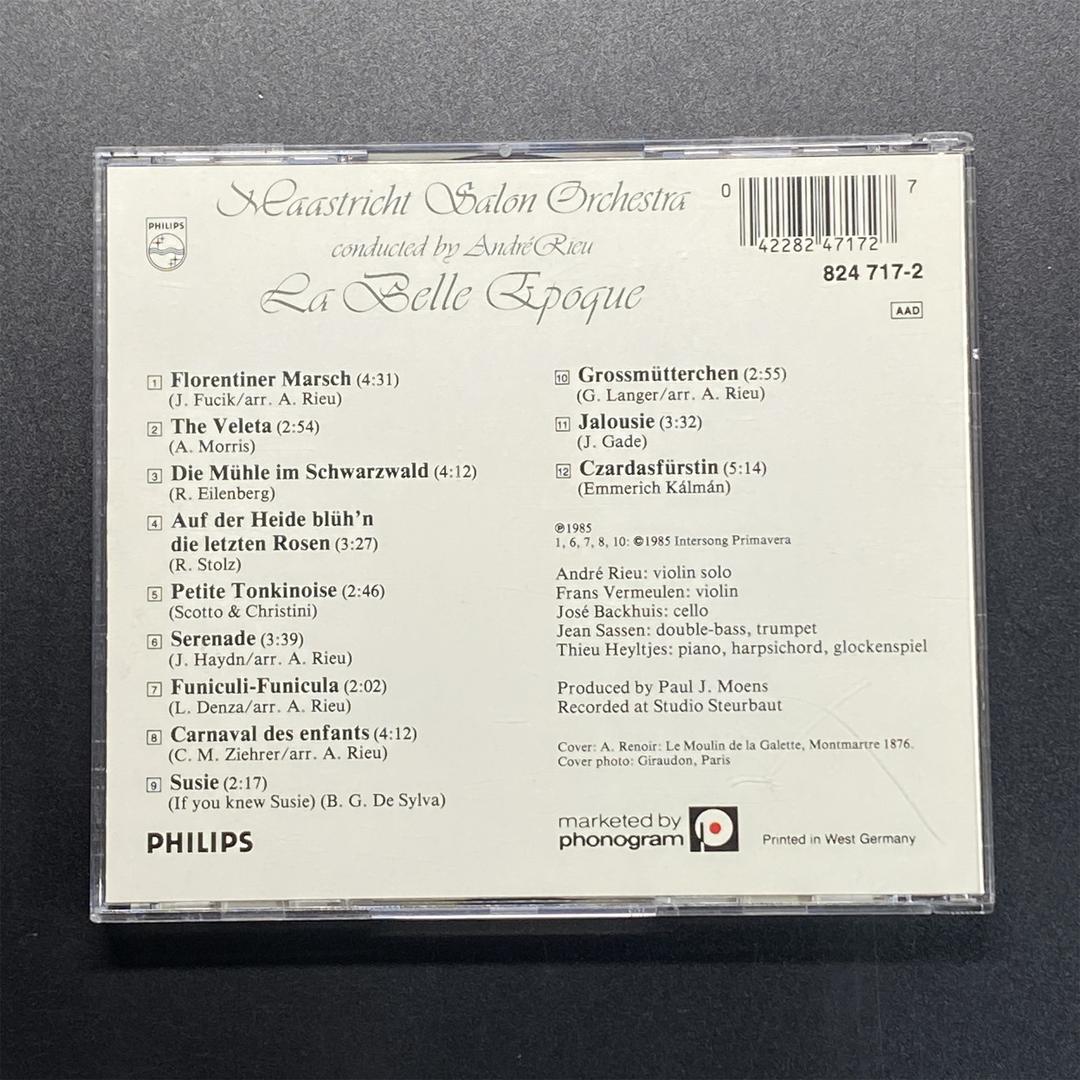 Maastricht Salon Orchestra
conducted by André Rieu
La Belle Epoque
PHILIPS
0 42282 47172 7
824 717-2
AAD
1 Florentiner Marsch (4:31)
(J. Fucik/arr. A. Rieu)
2 The Veleta (2:54)
(A. Morris)
3 Die Mühle im Schwarzwald (4:12)
(R. Eilenberg)
4 Auf der Heide blüh'n
die letzten Rosen (3:27)
(R. Stolz)
5 Petite Tonkinoise (2:46)
(Scotto & Christini)
6 Serenade (3:39)
(J. Haydn/arr. A. Rieu)
7 Funiculi-Funicula (2:02)
(L. Denza/arr. A. Rieu)
8 Carnaval des enfants (4:12)
(C. M. Ziehrer/arr. A. Rieu)
9 Susie (2:17)
(If you knew Susie) (B. G. De Sylva)
PHILIPS
10 Grossmütterchen (2:55)
(G. Langer/arr. A. Rieu)
11 Jalousie (3:32)
(J. Gade)
12 Czardasfürstin (5:14)
(Emmerich Kálmán)
℗1985
1, 6, 7, 8, 10: ©1985 Intersong Primavera
André Rieu: violin solo
Frans Vermeulen: violin
José Backhuis: cello
Jean Sassen: double-bass, trumpet
Thieu Heyltjes: piano, harpsichord, glockenspiel
Produced by Paul J. Moens
Recorded at Studio Steurbaut
Cover: A. Renoir: Le Moulin de la Galette, Montmartre 1876.
Cover photo: Giraudon, Paris
marketed by
phonogram
Printed in West Germany